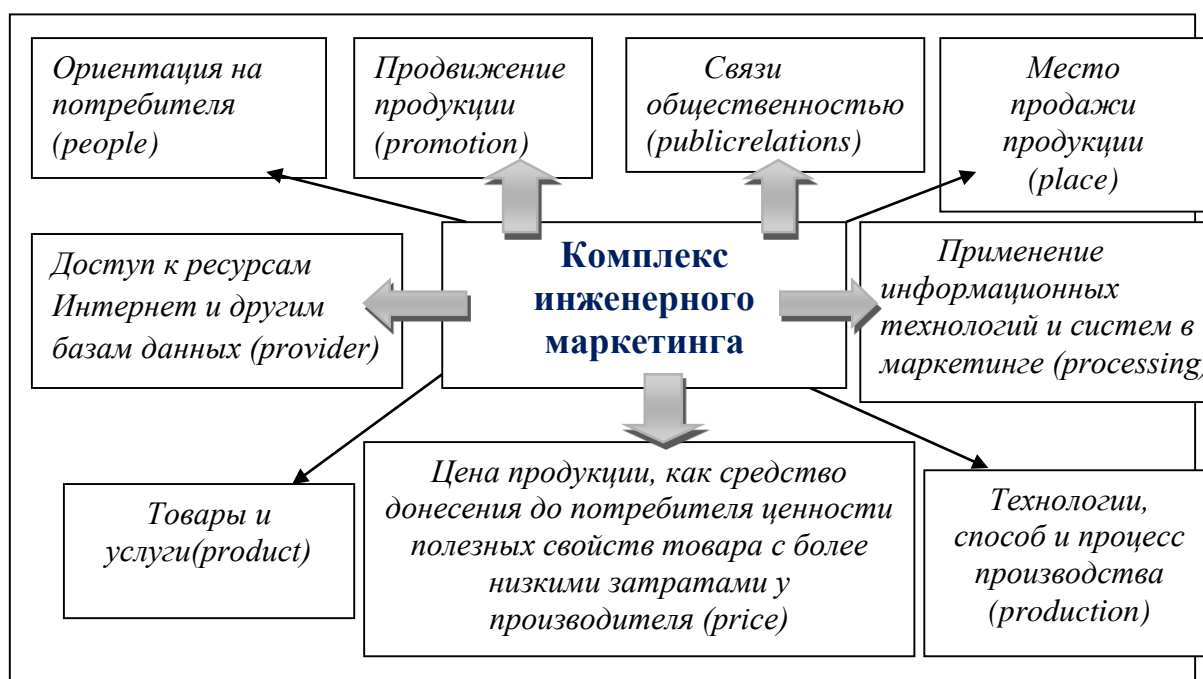 Ориентация на
потребителя
(people)
Продвижение
продукции
(promotion)
Связи
общественностью
(publicrelations)
Место
продажи
продукции
(place)
Доступ к ресурсам
Интернет и другим
базам данных (provider)
Комплекс
инженерного
маркетинга
Применение
информационных
технологий и систем в
маркетинге (processing)
Товары и
услуги(product)
Цена продукции, как средство
донесения до потребителя ценности
полезных свойств товара с более
низкими затратами у
производителя (price)
Технологии,
способ и процесс
производства
(production)